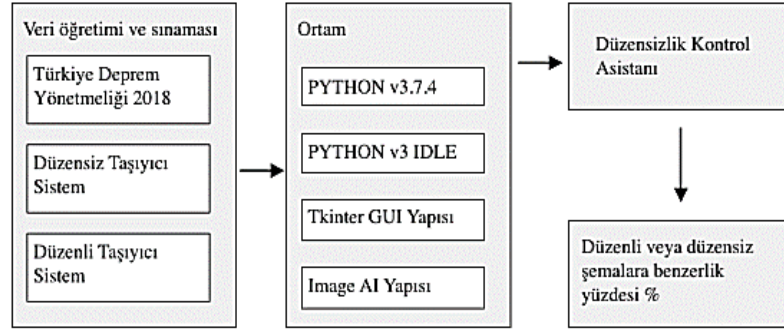 Veri öğretimi ve sınaması
Türkiye Deprem
Yönetmeliği 2018
Düzensiz Taşıyıcı
Sistem
Düzenli Taşıyıcı
Sistem
Ortam
PYTHON v3.7.4
PYTHON v3 IDLE
Tkinter GUI Yapısı
Image AI Yapısı
Düzensizlik Kontrol
Asistanı
Düzenli veya düzensiz
şemalara benzerlik
yüzdesi %